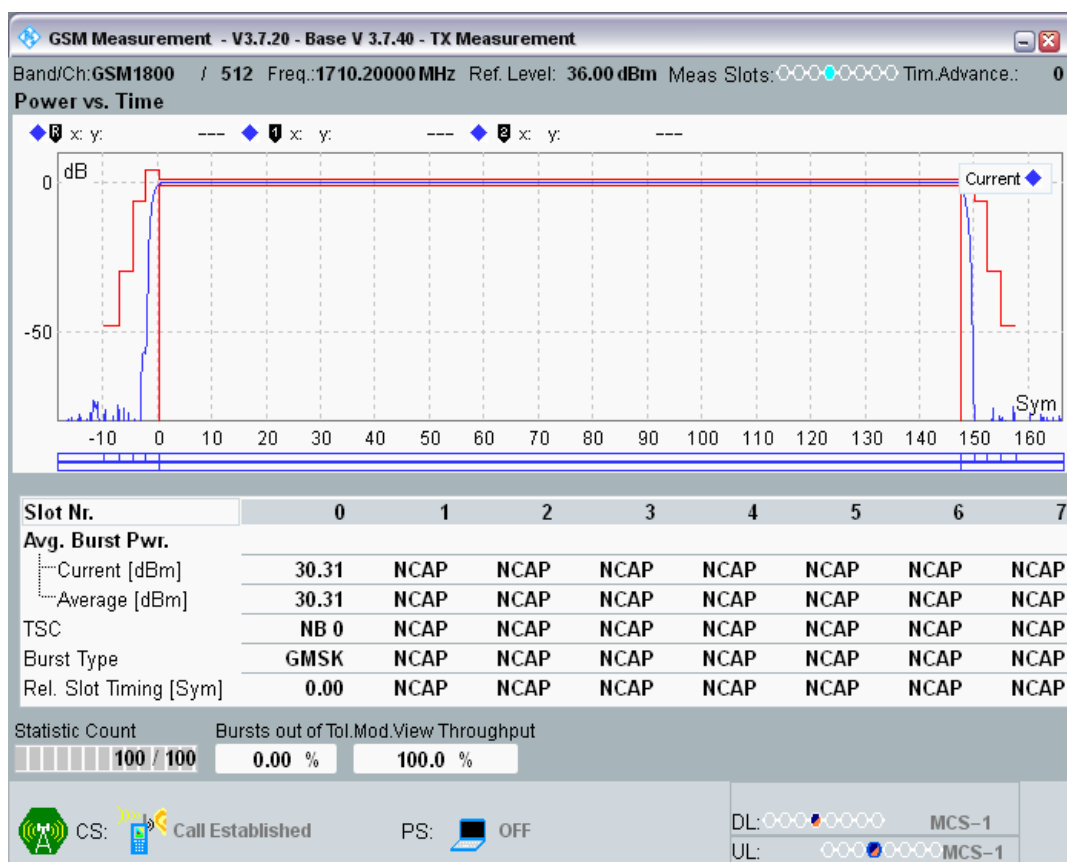 GSM Measurement - V3.7.20 - Base V 3.7.40 - TX Measurement
Band/Ch:GSM1800 / 512 Freq.:1710.20000 MHz Ref. Level: 36.00 dBm Meas Slots: Tim.Advance.: 0
Power vs. Time
R x: y: --- 1 x: y: --- 2 x: y: ---
dB
Current
0
-50
Sym
-10 0 10 20 30 40 50 60 70 80 90 100 110 120 130 140 150 160
Slot Nr. 0 1 2 3 4 5 6 7
Avg. Burst Pwr.
Current [dBm] 30.31 NCAP NCAP NCAP NCAP NCAP NCAP NCAP
Average [dBm] 30.31 NCAP NCAP NCAP NCAP NCAP NCAP NCAP
TSC NB 0 NCAP NCAP NCAP NCAP NCAP NCAP NCAP
Burst Type GMSK NCAP NCAP NCAP NCAP NCAP NCAP NCAP
Rel. Slot Timing [Sym] 0.00 NCAP NCAP NCAP NCAP NCAP NCAP NCAP
Statistic Count Bursts out of Tol. Mod.View Throughput
100 / 100 0.00 % 100.0 %
CS: Call Established PS: OFF
DL: MCS-1
UL: MCS-1